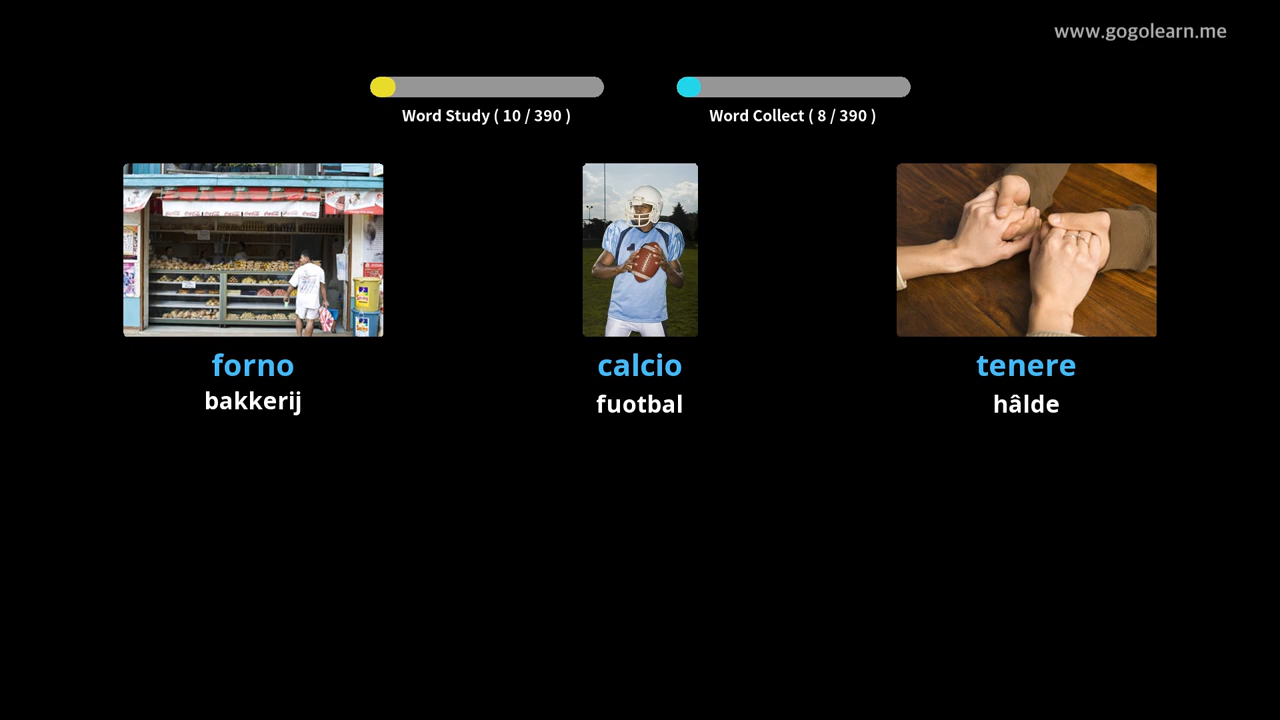 www.gogolearn.me
Word Study ( 10 / 390 )
Word Collect ( 8 / 390 )
forno
bakkerij
calcio
fuotbal
tenere
hâlde